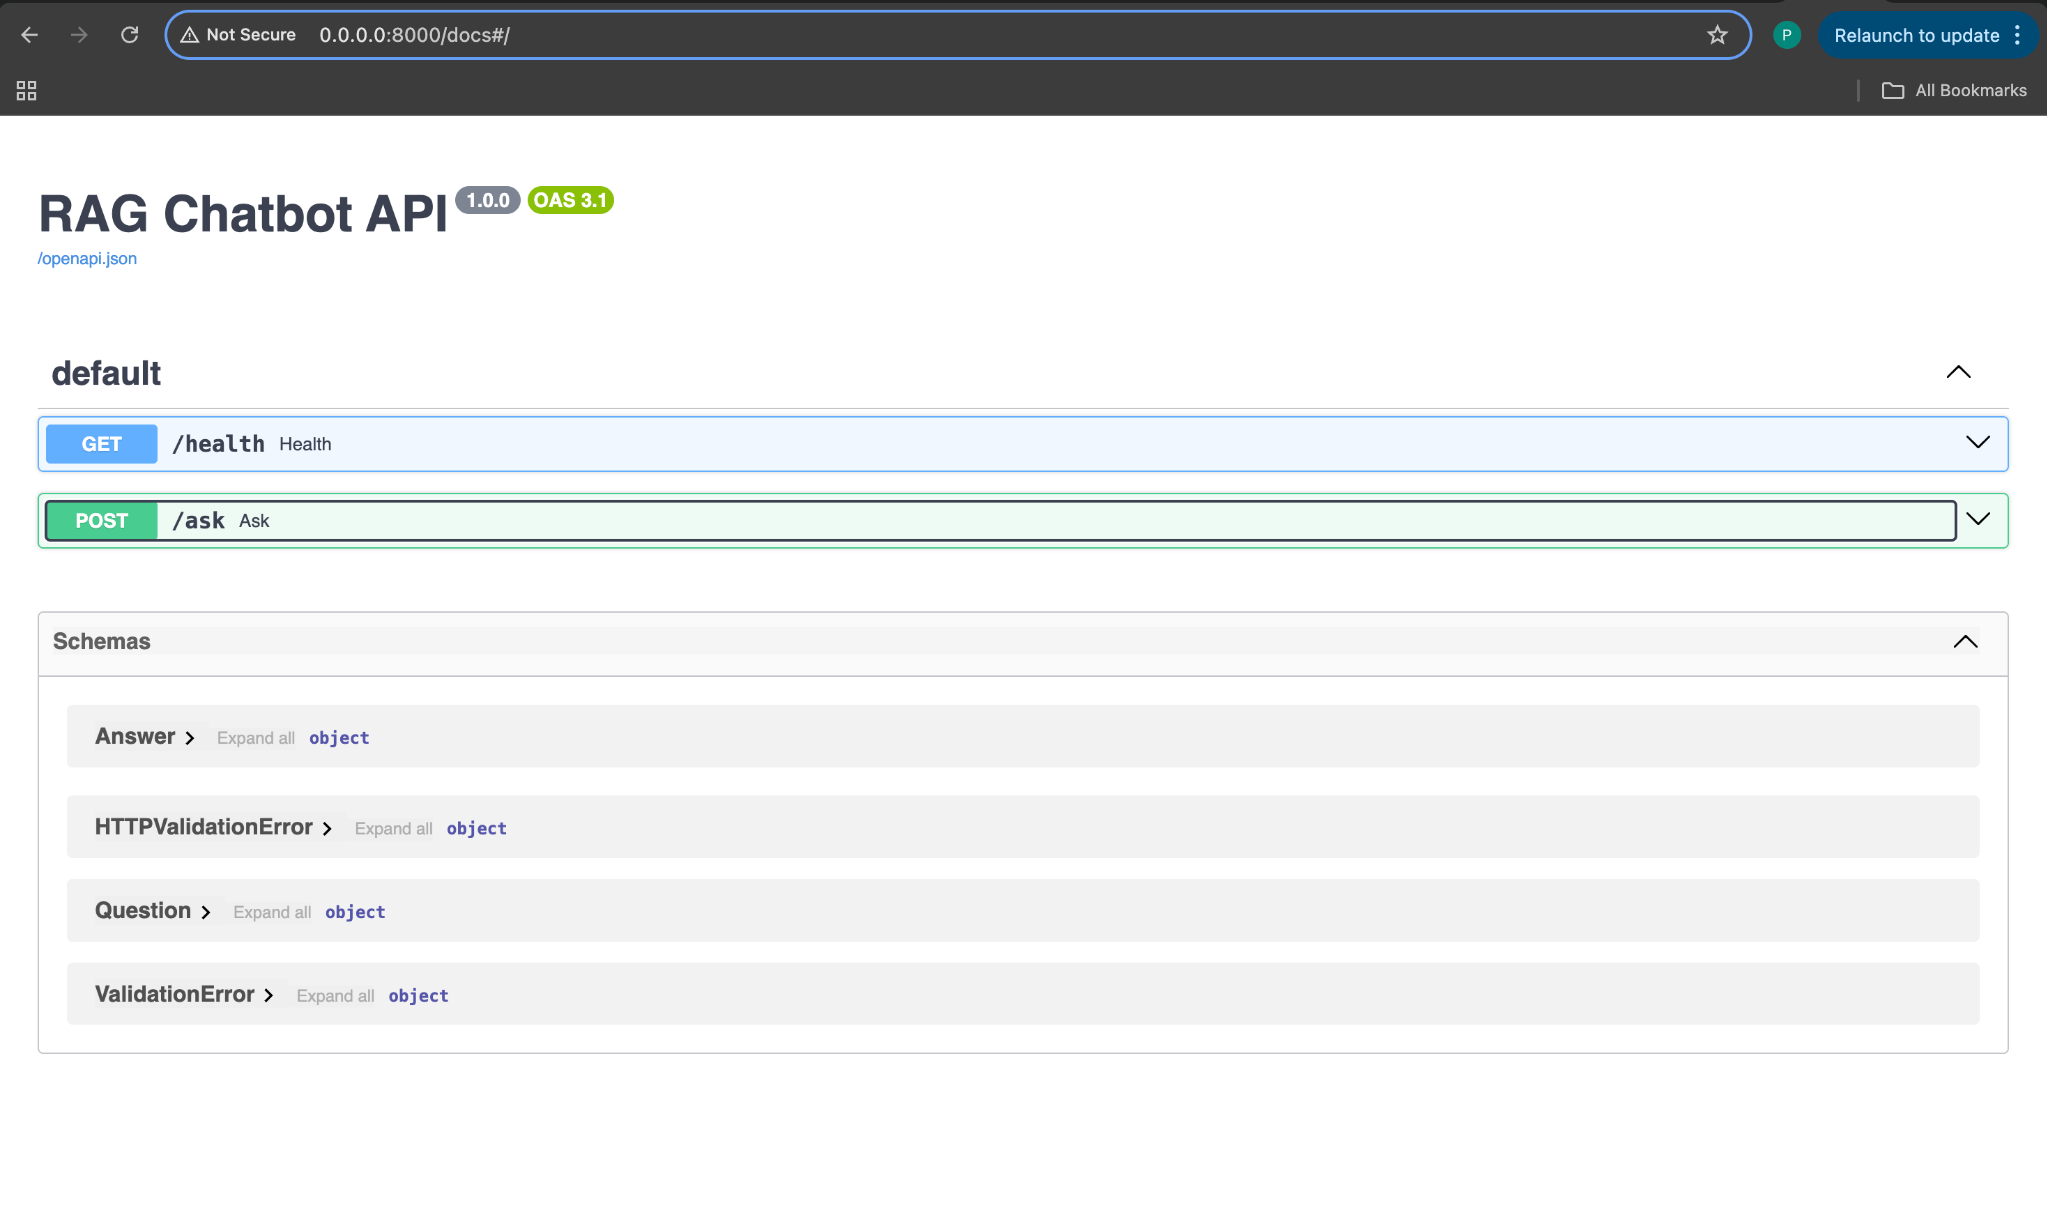 Not Secure 0.0.0.0:8000/docs#/ P Relaunch to update
All Bookmarks
RAG Chatbot API 1.0.0 OAS 3.1
/openapi.json
default
GET /health Health
POST /ask Ask
Schemas
Answer Expand all object
HTTPValidationError Expand all object
Question Expand all object
ValidationError Expand all object